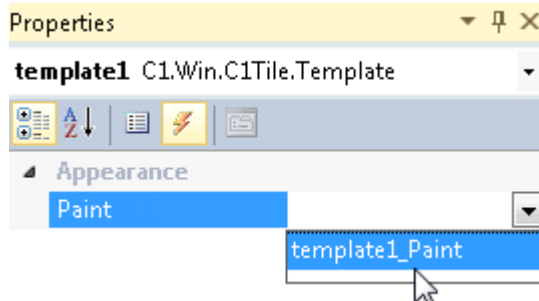 Properties
template1 C1.Win.C1Tile.Template
Appearance
Paint
template1_Paint